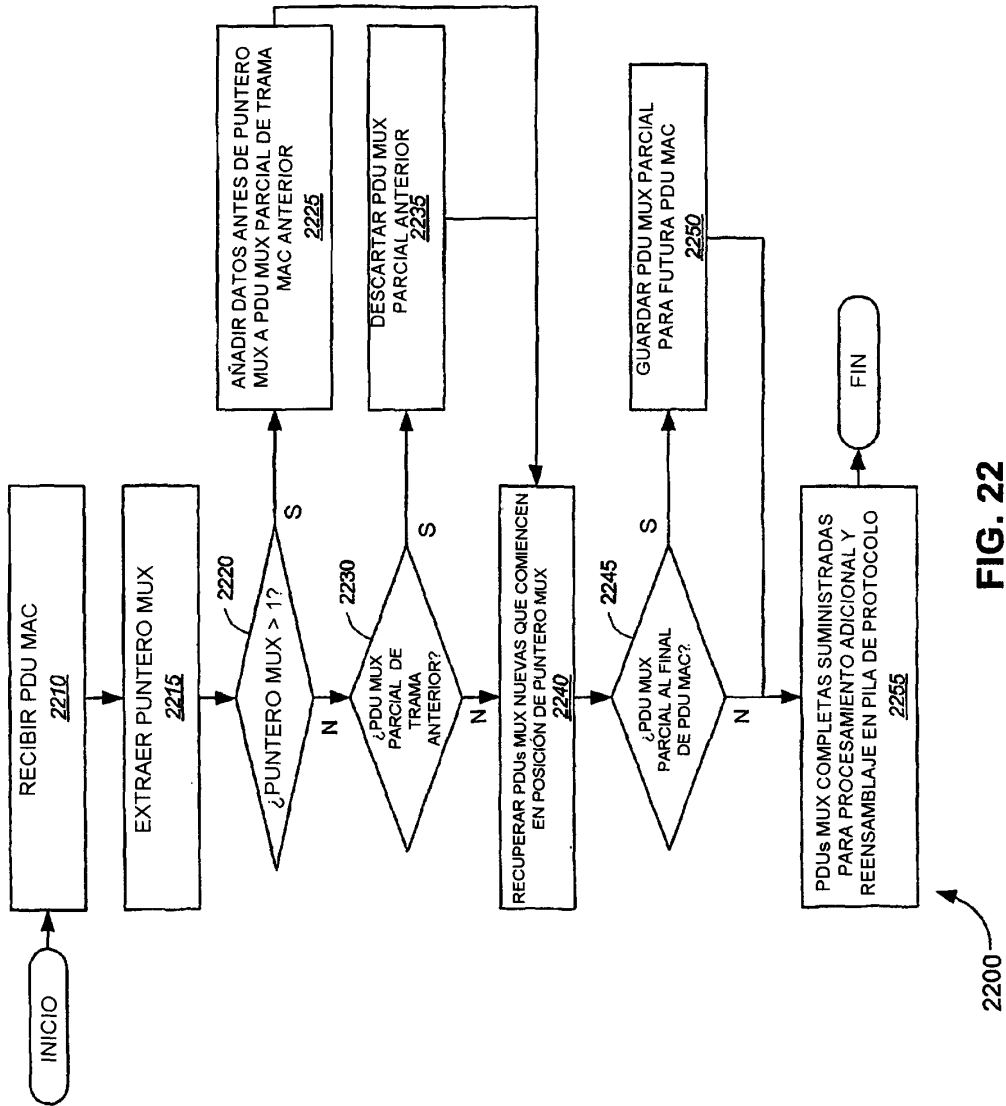 INICIO
RECIBIR PDU MAC
2210
EXTRAER PUNTERO MUX
2215
¿PUNTERO MUX > 1?
2220
S
N
AÑADIR DATOS ANTES DE PUNTERO
MUX A PDU MUX PARCIAL DE TRAMA
MAC ANTERIOR
2225
¿PDU MUX
PARCIAL DE
TRAMA
ANTERIOR?
2230
S
N
DESCARTAR PDU MUX
PARCIAL ANTERIOR
2235
RECUPERAR PDUs MUX NUEVAS QUE COMIENCEN
EN POSICIÓN DE PUNTERO MUX
2240
¿PDU MUX
PARCIAL AL FINAL
DE PDU MAC?.
2245
S
N
GUARDAR PDU MUX PARCIAL
PARA FUTURA PDU MAC
2250
PDUs MUX COMPLETAS SUMINISTRADAS
PARA PROCESAMIENTO ADICIONAL Y
REENSAMBLAJE EN PILA DE PROTOCOLO
2255
FIN
2200
FIG. 22